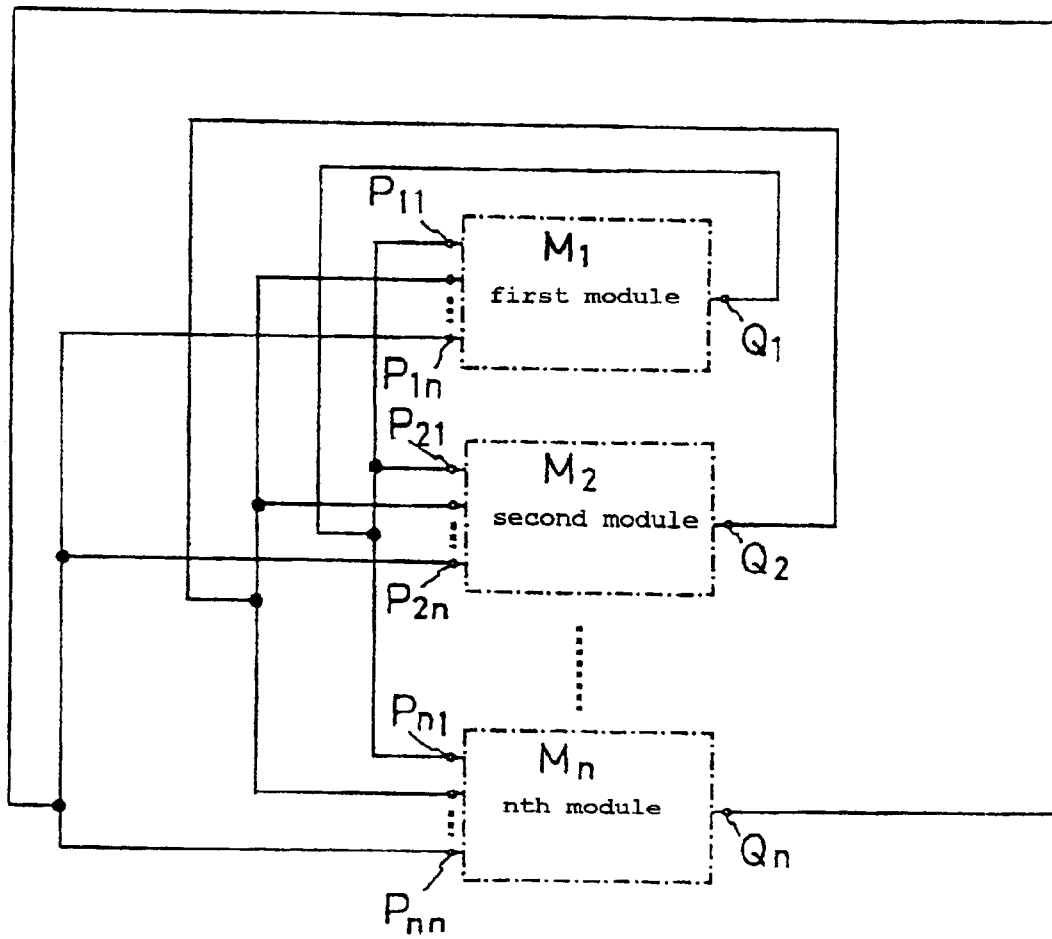 P11
M1
first module
Q1
P1n
P21
M2
second module
Q2
P2n
Pn1
Mn
nth module
Qn
Pnn